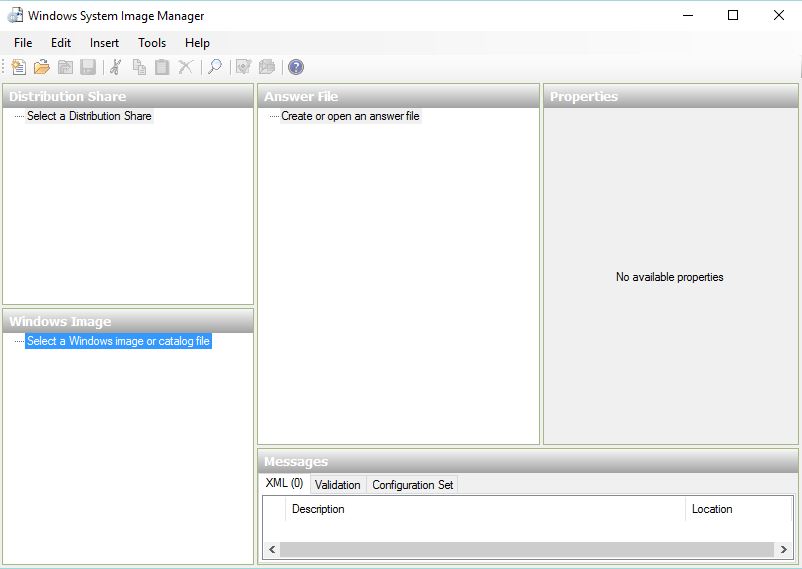 Windows System Image Manager
File Edit Insert Tools Help
Distribution Share
Select a Distribution Share
Answer File
Create or open an answer file
Properties
No available properties
Windows Image
Select a Windows image or catalog file
Messages
XML (0) Validation Configuration Set
Description Location